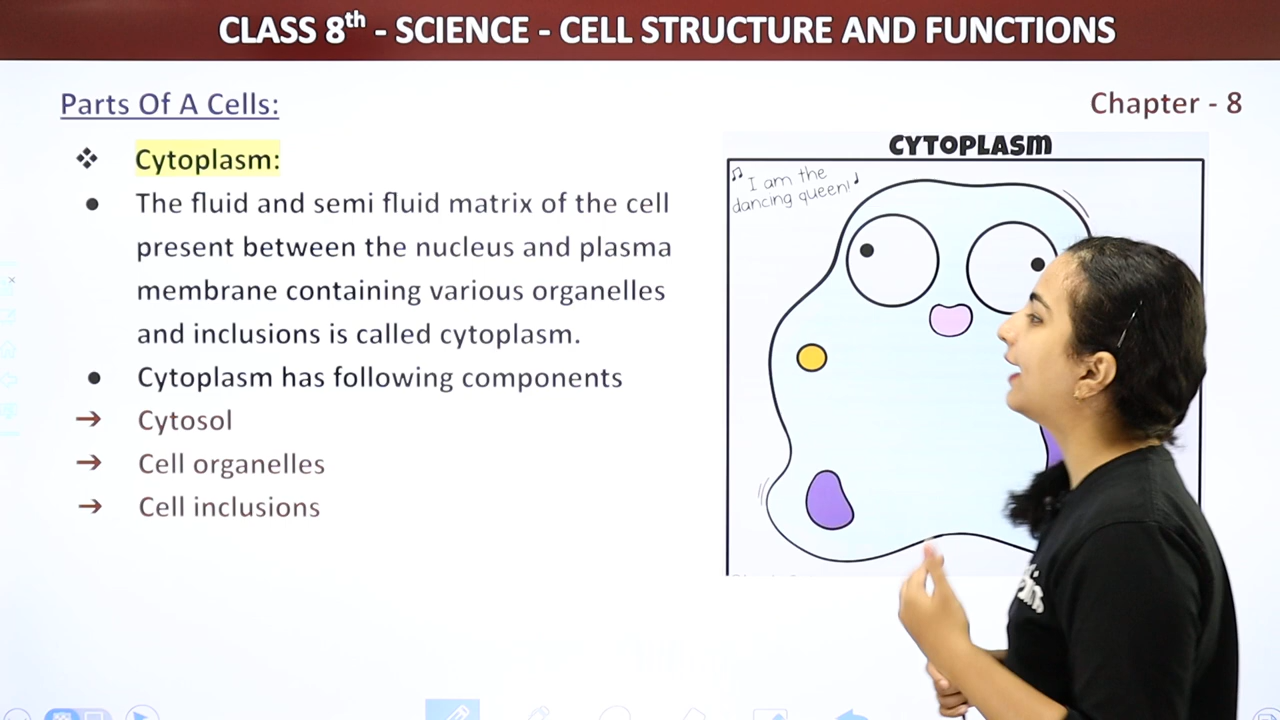 CLASS 8th - SCIENCE - CELL STRUCTURE AND FUNCTIONS
Parts Of A Cells:
Chapter - 8
❖ Cytoplasm:
● The fluid and semi fluid matrix of the cell
present between the nucleus and plasma
membrane containing various organelles
and inclusions is called cytoplasm.
● Cytoplasm has following components
→ Cytosol
→ Cell organelles
→ Cell inclusions
CYTOPLASM
♫ I am the
dancing queen! ♪